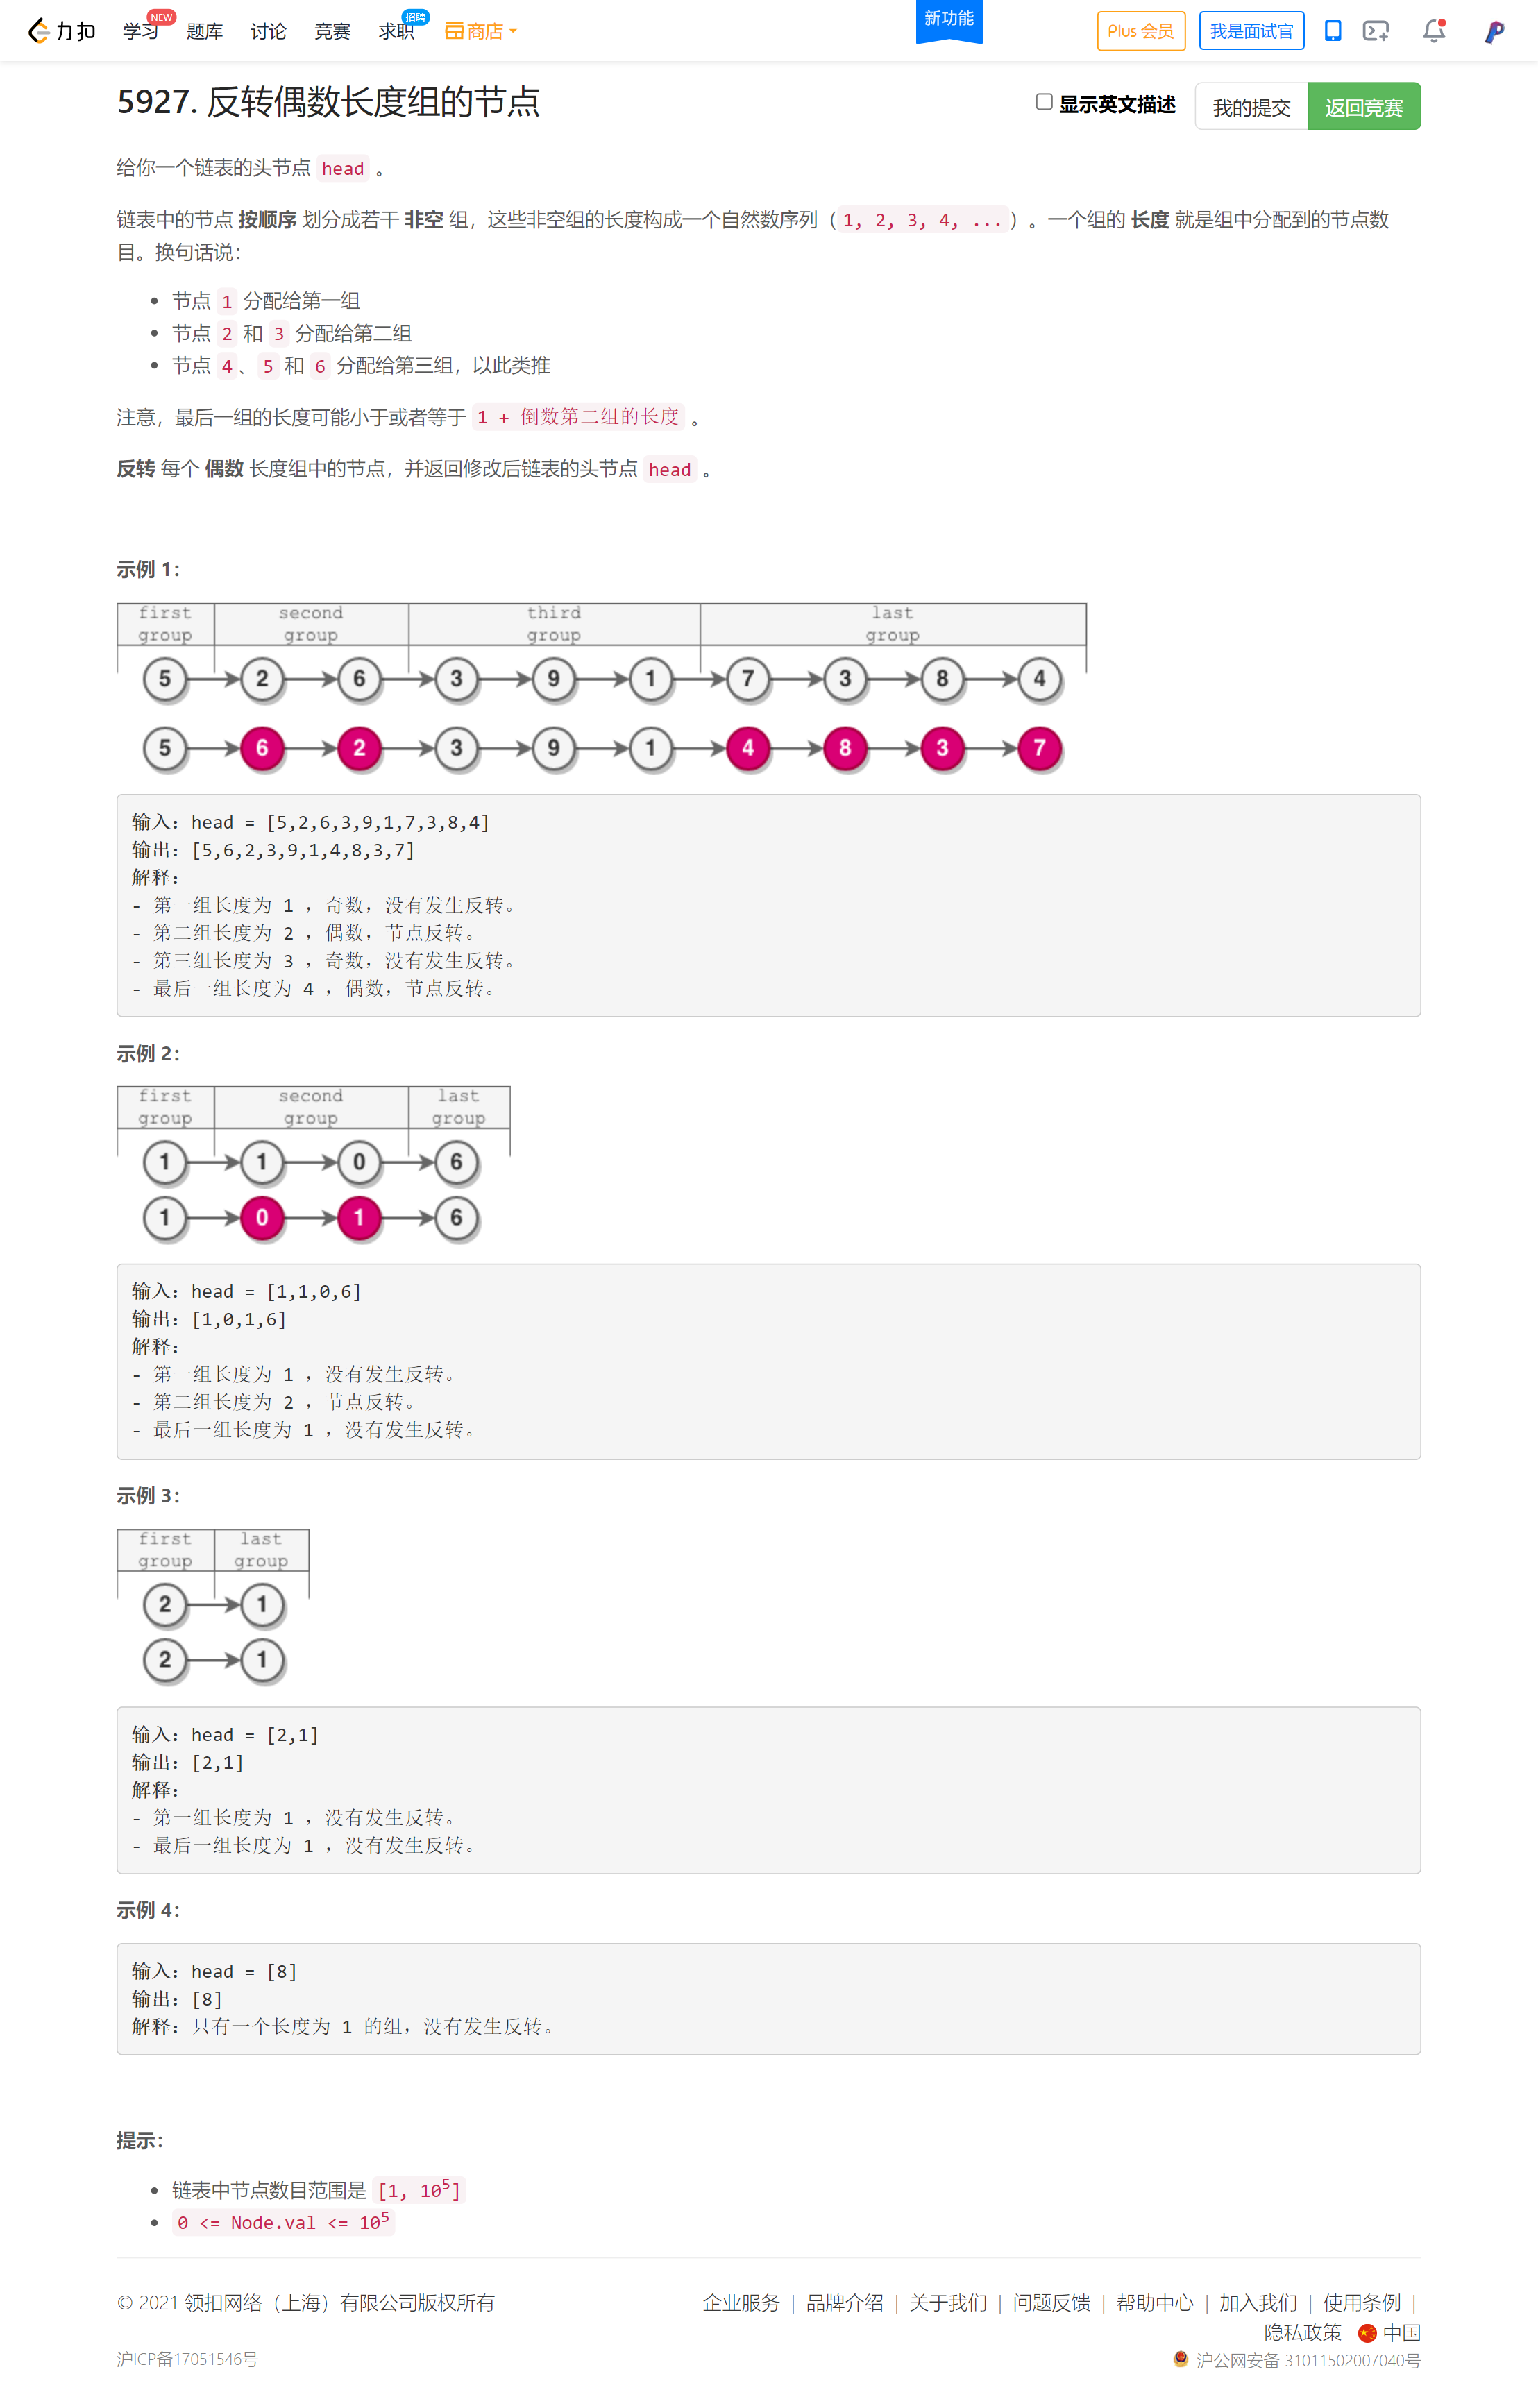 力扣 学习 NEW 题库 讨论 竞赛 求职 招聘 商店 新功能 Plus 会员 我是面试官
5927. 反转偶数长度组的节点 显示英文描述 我的提交 返回竞赛
给你一个链表的头节点 head 。
链表中的节点 按顺序 划分成若干 非空 组，这些非空组的长度构成一个自然数序列（1, 2, 3, 4, ...）。一个组的 长度 就是组中分配到的节点数
目。换句话说：
• 节点 1 分配给第一组
• 节点 2 和 3 分配给第二组
• 节点 4、5 和 6 分配给第三组，以此类推
注意，最后一组的长度可能小于或者等于 1 + 倒数第二组的长度 。
反转 每个 偶数 长度组中的节点，并返回修改后链表的头节点 head 。
示例 1：
first second third last
group group group group
5 2 6 3 9 1 7 3 8 4
5 6 2 3 9 1 4 8 3 7
输入：head = [5,2,6,3,9,1,7,3,8,4]
输出：[5,6,2,3,9,1,4,8,3,7]
解释：
- 第一组长度为 1 ，奇数，没有发生反转。
- 第二组长度为 2 ，偶数，节点反转。
- 第三组长度为 3 ，奇数，没有发生反转。
- 最后一组长度为 4 ，偶数，节点反转。
示例 2：
first second last
group group group
1 1 0 6
1 0 1 6
输入：head = [1,1,0,6]
输出：[1,0,1,6]
解释：
- 第一组长度为 1 ，没有发生反转。
- 第二组长度为 2 ，节点反转。
- 最后一组长度为 1 ，没有发生反转。
示例 3：
first last
group group
2 1
2 1
输入：head = [2,1]
输出：[2,1]
解释：
- 第一组长度为 1 ，没有发生反转。
- 最后一组长度为 1 ，没有发生反转。
示例 4：
输入：head = [8]
输出：[8]
解释：只有一个长度为 1 的组，没有发生反转。
提示：
• 链表中节点数目范围是 [1, 10⁵]
• 0 <= Node.val <= 10⁵
© 2021 领扣网络（上海）有限公司版权所有 企业服务 | 品牌介绍 | 关于我们 | 问题反馈 | 帮助中心 | 加入我们 | 使用条例 |
隐私政策 中国
沪ICP备17051546号 沪公网安备 31011502007040号